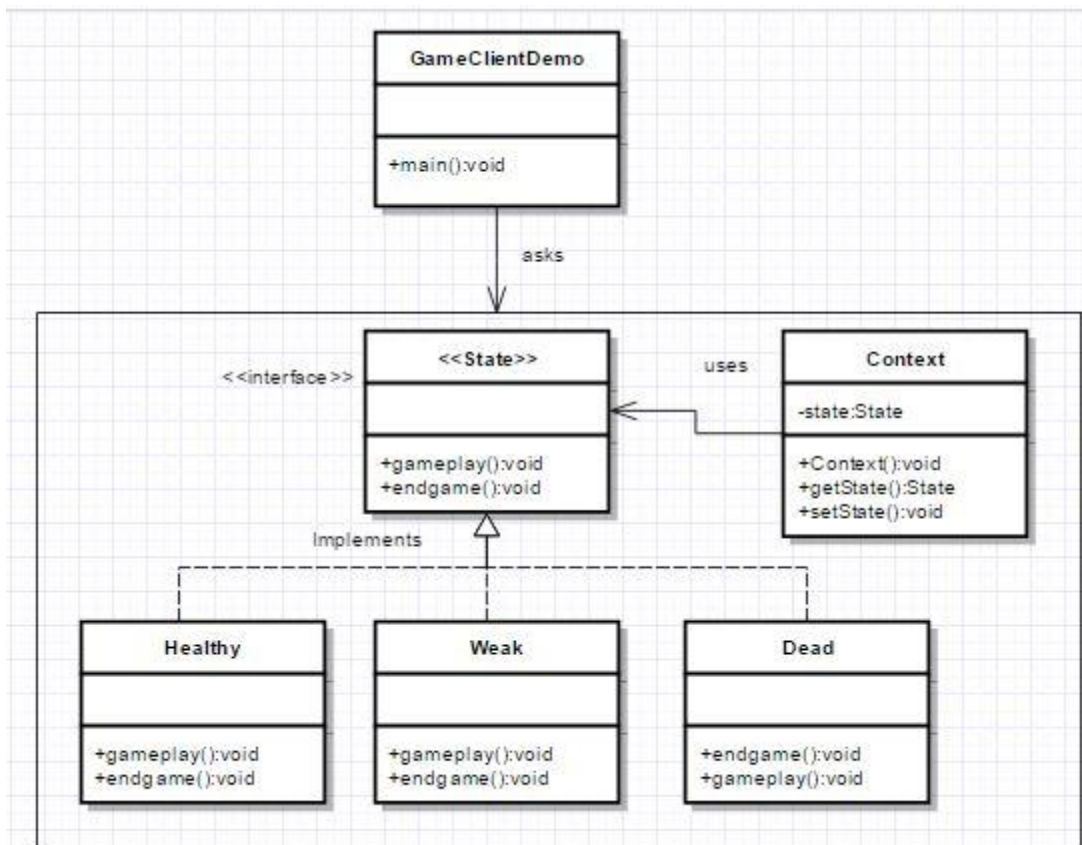 GameClientDemo
+main():void
asks
<<State>>
<<interface>>
+gameplay():void
+endgame():void
uses
Context
-state:State
+Context():void
+getState():State
+setState():void
Implements
Healthy
+gameplay():void
+endgame():void
Weak
+gameplay():void
+endgame():void
Dead
+endgame():void
+gameplay():void